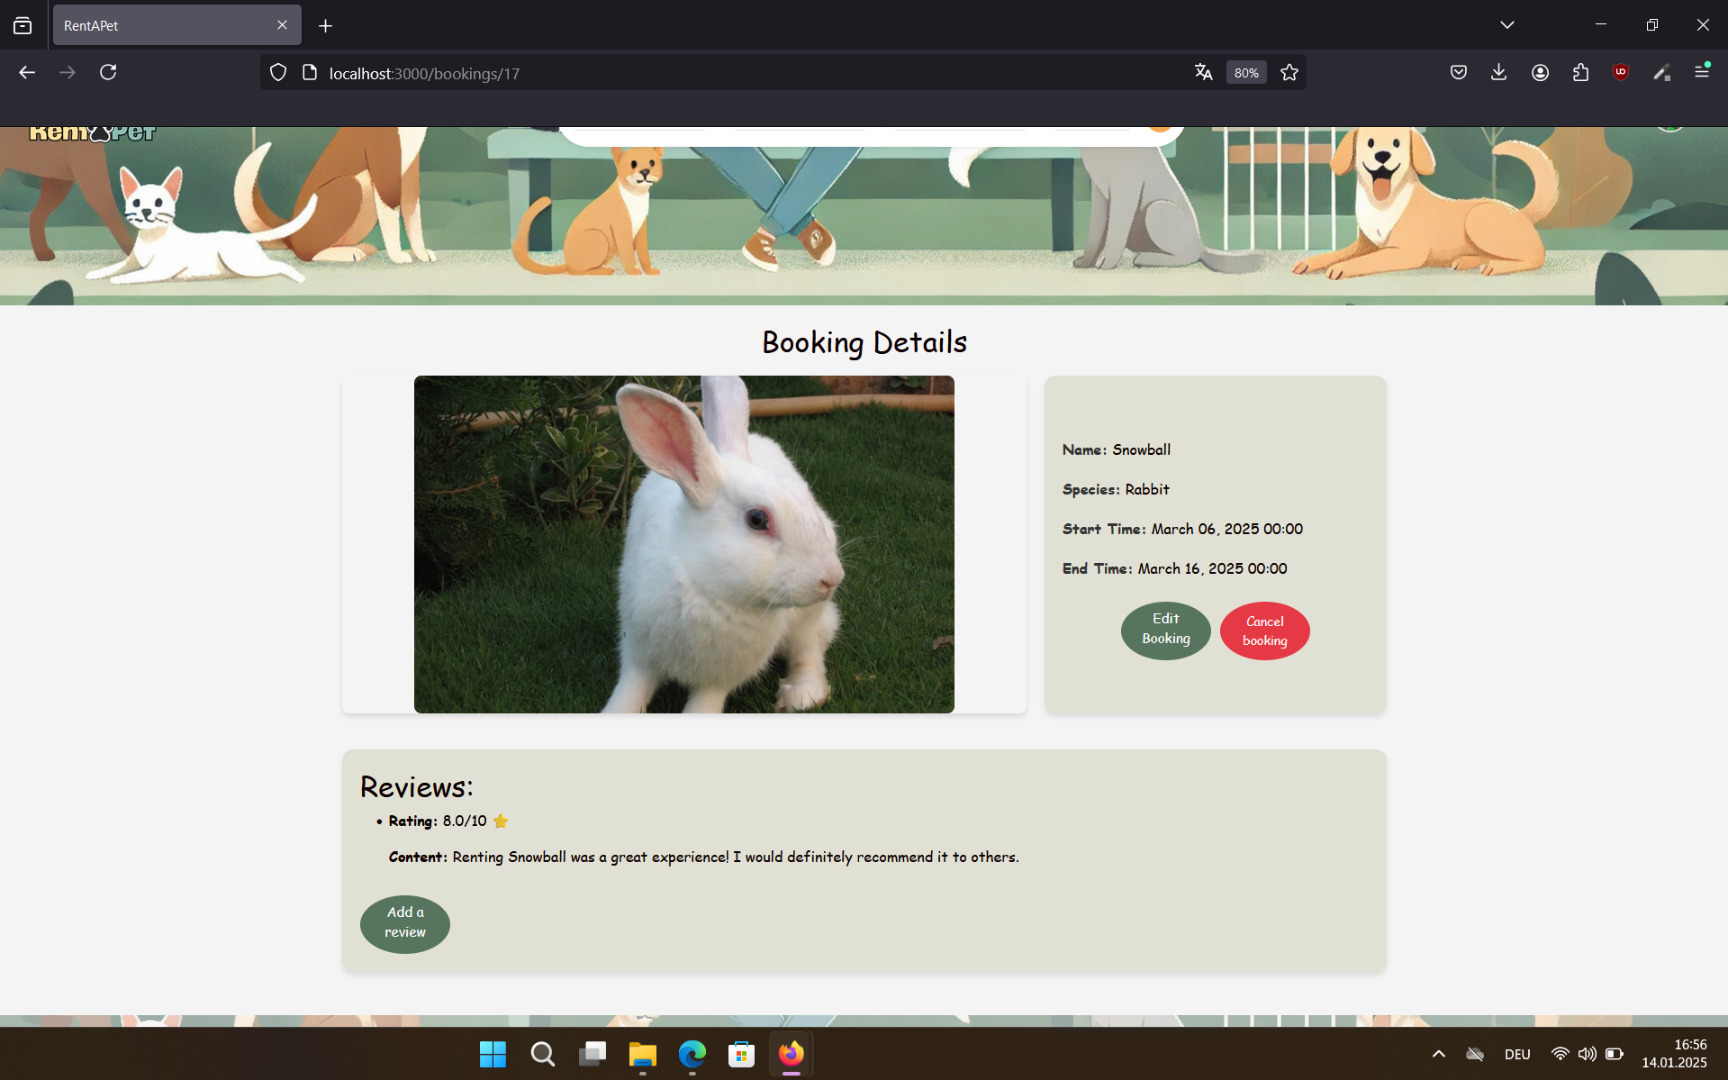 RentAPet
localhost:3000/bookings/17
80%
RentAPet
Booking Details
Name: Snowball
Species: Rabbit
Start Time: March 06, 2025 00:00
End Time: March 16, 2025 00:00
Edit
Booking
Cancel
booking
Reviews:
• Rating: 8.0/10 ⭐
Content: Renting Snowball was a great experience! I would definitely recommend it to others.
Add a
review
DEU
16:56
14.01.2025